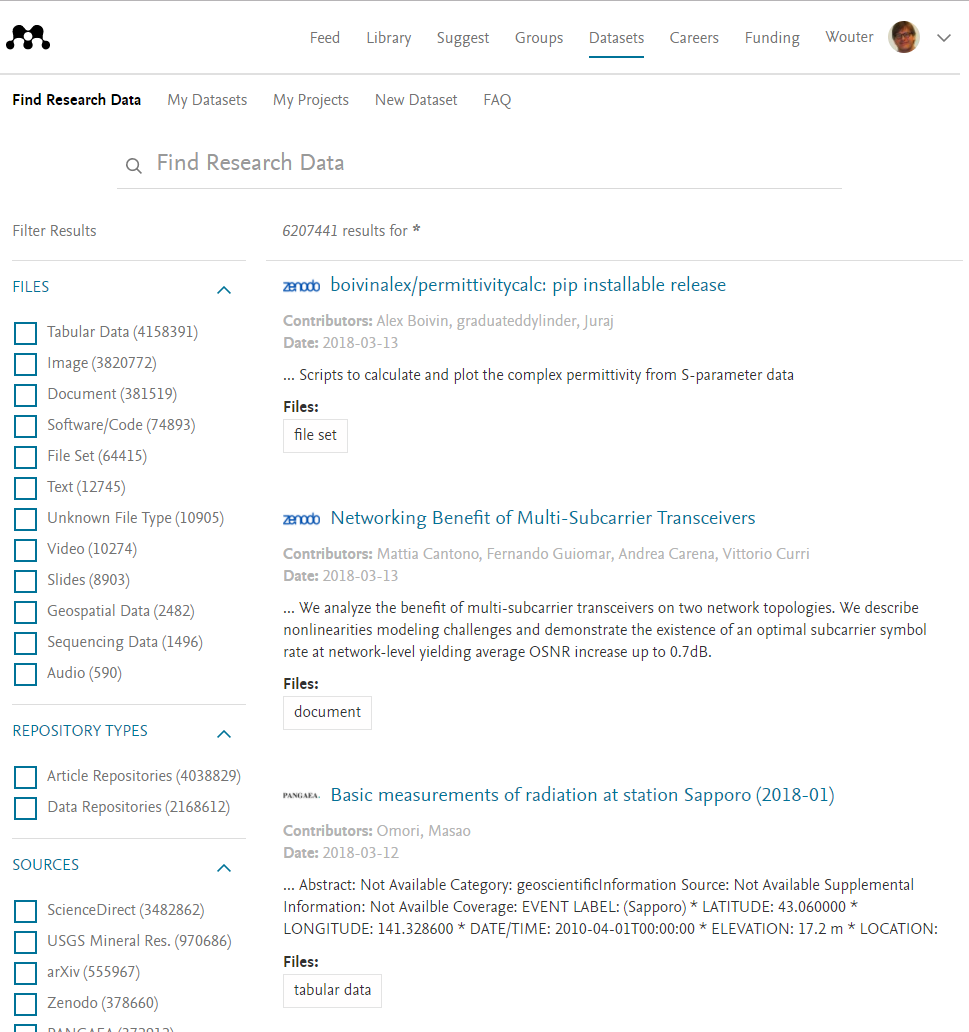 Feed Library Suggest Groups Datasets Careers Funding Wouter
Find Research Data My Datasets My Projects New Dataset FAQ
Find Research Data
Filter Results
FILES
Tabular Data (4158391)
Image (3820772)
Document (381519)
Software/Code (74893)
File Set (64415)
Text (12745)
Unknown File Type (10905)
Video (10274)
Slides (8903)
Geospatial Data (2482)
Sequencing Data (1496)
Audio (590)
REPOSITORY TYPES
Article Repositories (4038829)
Data Repositories (2168612)
SOURCES
ScienceDirect (3482862)
USGS Mineral Res. (970686)
arXiv (555967)
Zenodo (378660)
6207441 results for *
zenodo boivinalex/permittivitycalc: pip installable release
Contributors: Alex Boivin, graduateddylinder, Juraj
Date: 2018-03-13
... Scripts to calculate and plot the complex permittivity from S-parameter data
Files:
file set
zenodo Networking Benefit of Multi-Subcarrier Transceivers
Contributors: Mattia Cantono, Fernando Guiomar, Andrea Carena, Vittorio Curri
Date: 2018-03-13
... We analyze the benefit of multi-subcarrier transceivers on two network topologies. We describe
nonlinearities modeling challenges and demonstrate the existence of an optimal subcarrier symbol
rate at network-level yielding average OSNR increase up to 0.7dB.
Files:
document
PANGAEA. Basic measurements of radiation at station Sapporo (2018-01)
Contributors: Omori, Masao
Date: 2018-03-12
... Abstract: Not Available Category: geoscientificInformation Source: Not Available Supplemental
Information: Not Availble Coverage: EVENT LABEL: (Sapporo) * LATITUDE: 43.060000 *
LONGITUDE: 141.328600 * DATE/TIME: 2010-04-01T00:00:00 * ELEVATION: 17.2 m * LOCATION:
Files:
tabular data